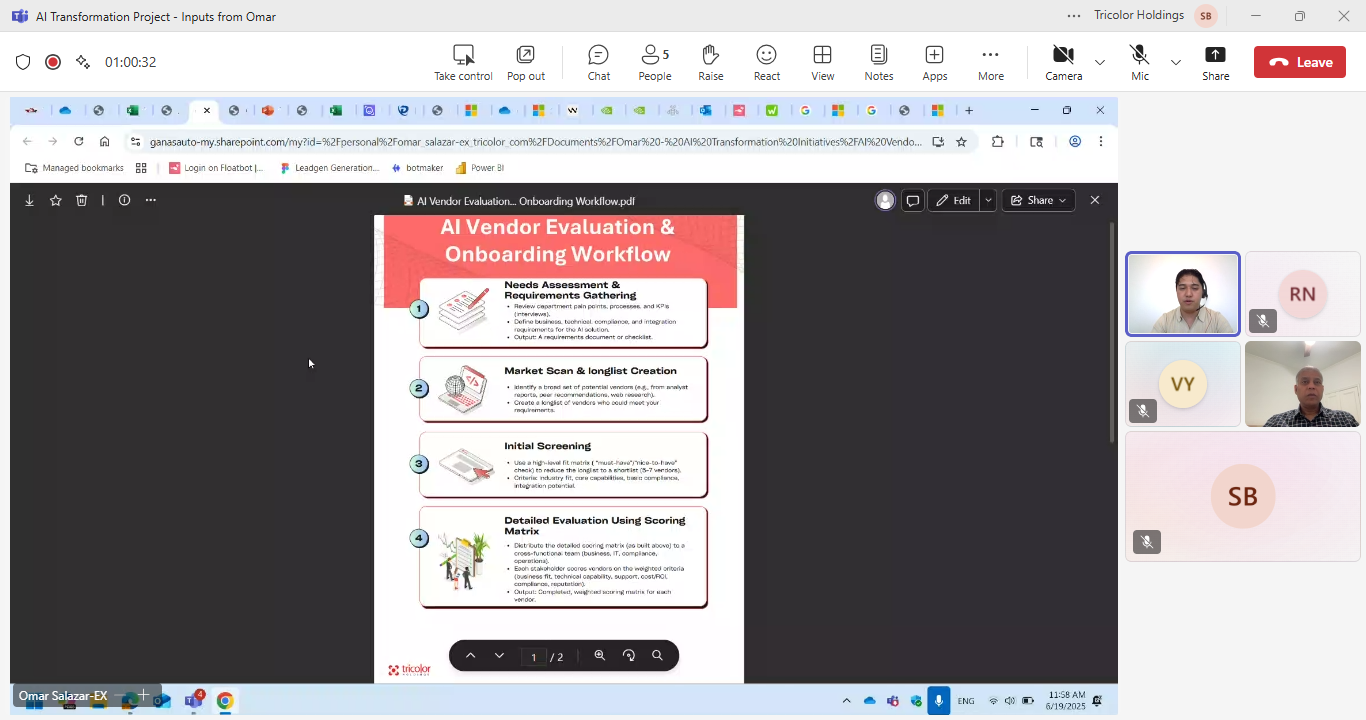 AI Transformation Project - Inputs from Omar
Tricolor Holdings
SB
01:00:32
Take control
Pop out
Chat
5
People
Raise
React
View
Notes
Apps
More
Camera
Mic
Share
Leave
ganasauto-my.sharepoint.com/my?id=%2Fpersonal%2Fomar_salazar-ex_tricolor_com%2FDocuments%2FOmar%20-%20AI%20Transformation%20Initiatives%2FAI%20Vendo...
Managed bookmarks
Login on Floatbot |...
Leadgen Generation...
botmaker
Power BI
AI Vendor Evaluation... Onboarding Workflow.pdf
Edit
Share
AI Vendor Evaluation &
Onboarding Workflow
1
Needs Assessment &
Requirements Gathering
• Review department pain points, processes, and KPIs
(interviews).
• Define business, technical, compliance, and integration
requirements for the AI solution.
• Output: A requirements document or checklist.
2
Market Scan & longlist Creation
• Identify a broad set of potential vendors (e.g., from analyst
reports, peer recommendations, web research).
• Create a longlist of vendors who could meet your
requirements.
3
Initial Screening
• Use a high-level fit matrix ( "must-have"/"nice-to-have"
check) to reduce the longlist to a shortlist (5-7 vendors).
• Criteria: Industry fit, core capabilities, basic compliance,
integration potential.
4
Detailed Evaluation Using Scoring
Matrix
• Distribute the detailed scoring matrix (as built above) to a
cross-functional team (business, IT, compliance,
operations).
• Each stakeholder scores vendors on the weighted criteria
(business fit, technical capability, support, cost/ROI,
compliance, reputation).
• Output: Completed, weighted scoring matrix for each
vendor.
1 / 2
tricolor
HOLDINGS
Omar Salazar-EX
4
ENG
11:58 AM
6/19/2025
RN
VY
SB